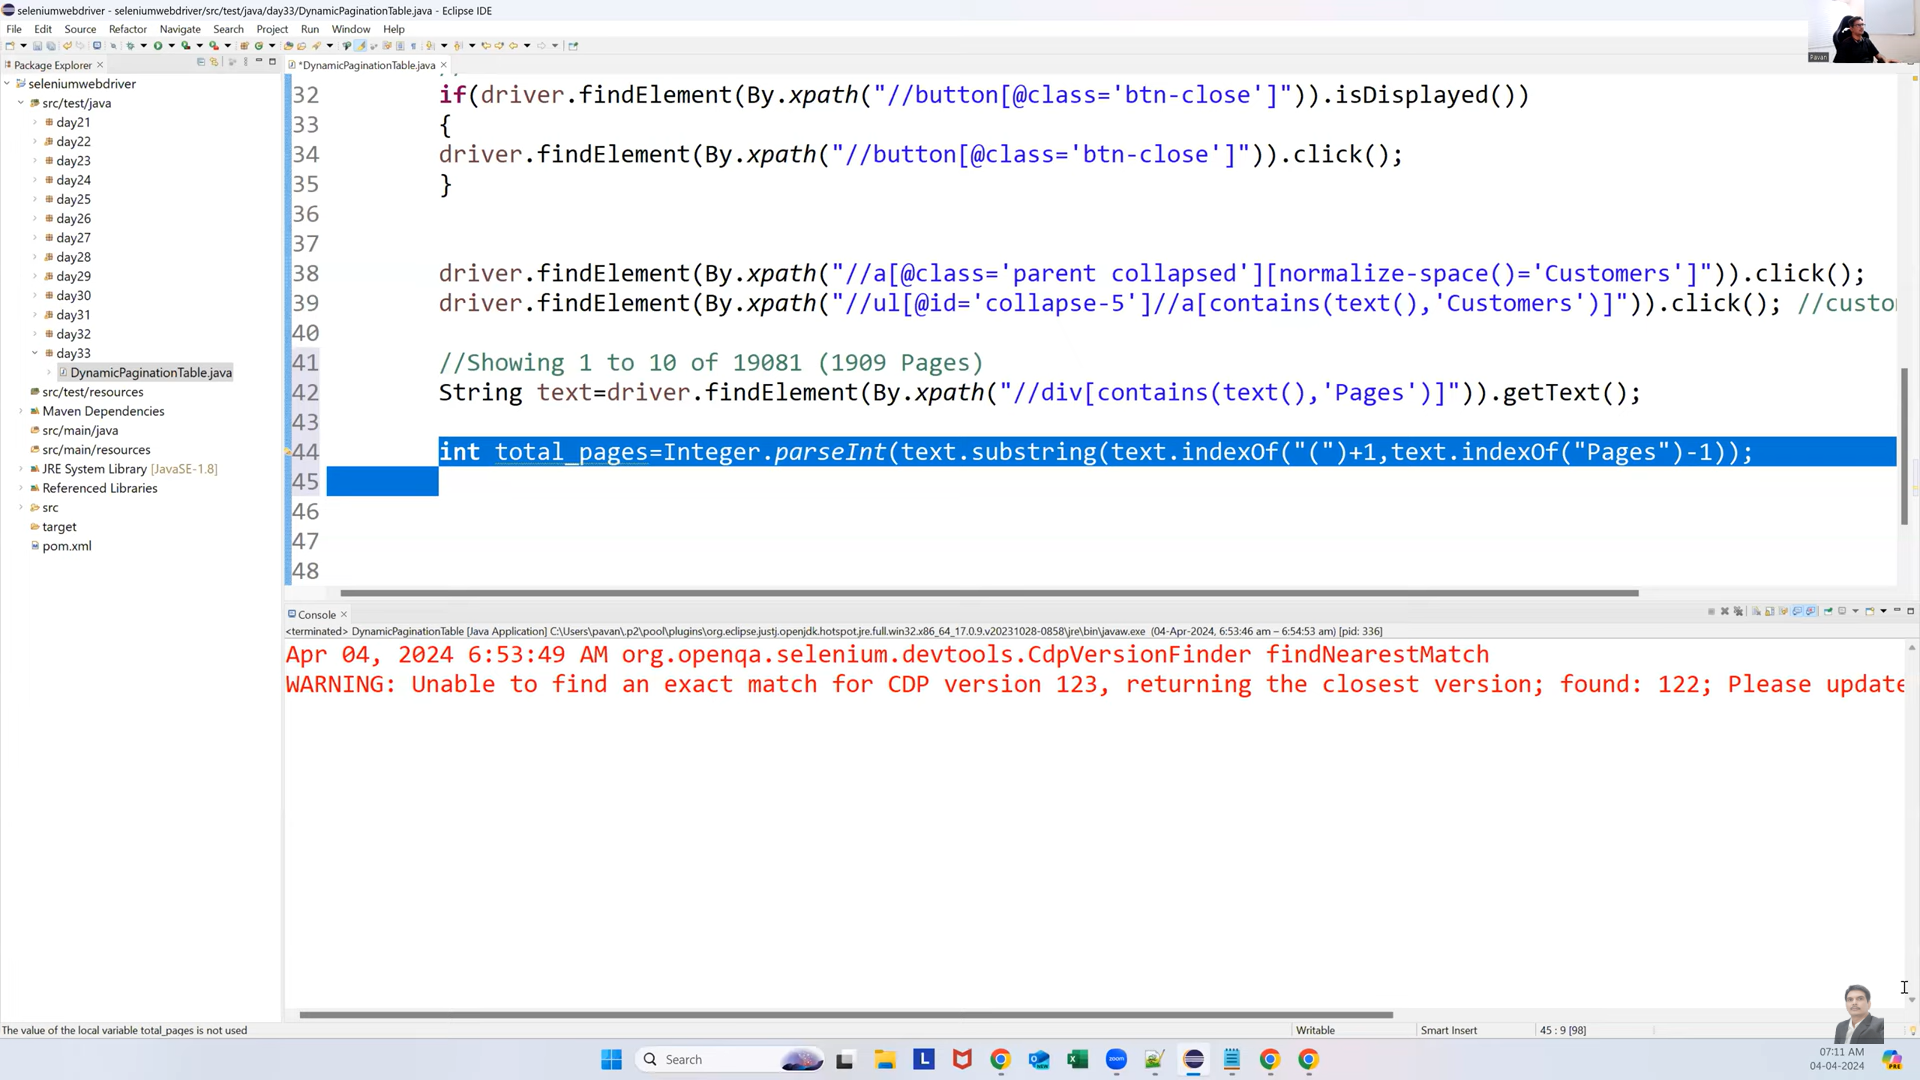 seleniumwebdriver - seleniumwebdriver/src/test/java/day33/DynamicPaginationTable.java - Eclipse IDE
File Edit Source Refactor Navigate Search Project Run Window Help
Package Explorer
seleniumwebdriver
src/test/java
day21
day22
day23
day24
day25
day26
day27
day28
day29
day30
day31
day32
day33
DynamicPaginationTable.java
src/test/resources
Maven Dependencies
src/main/java
src/main/resources
JRE System Library [JavaSE-1.8]
Referenced Libraries
src
target
pom.xml
*DynamicPaginationTable.java
32 if(driver.findElement(By.xpath("//button[@class='btn-close']")).isDisplayed())
33 {
34 driver.findElement(By.xpath("//button[@class='btn-close']")).click();
35 }
36
37
38 driver.findElement(By.xpath("//a[@class='parent collapsed'][normalize-space()='Customers']")).click();
39 driver.findElement(By.xpath("//ul[@id='collapse-5']//a[contains(text(),'Customers')]")).click(); //custo
40
41 //Showing 1 to 10 of 19081 (1909 Pages)
42 String text=driver.findElement(By.xpath("//div[contains(text(),'Pages')]")).getText();
43
44 int total_pages=Integer.parseInt(text.substring(text.indexOf("(")+1,text.indexOf("Pages")-1));
45
46
47
48
Console
<terminated> DynamicPaginationTable [Java Application] C:\Users\pavan\.p2\pool\plugins\org.eclipse.justj.openjdk.hotspot.jre.full.win32.x86_64_17.0.9.v20231028-0858\jre\bin\javaw.exe (04-Apr-2024, 6:53:46 am – 6:54:53 am) [pid: 336]
Apr 04, 2024 6:53:49 AM org.openqa.selenium.devtools.CdpVersionFinder findNearestMatch
WARNING: Unable to find an exact match for CDP version 123, returning the closest version; found: 122; Please update
The value of the local variable total_pages is not used
Writable
Smart Insert
45 : 9 [98]
Search
07:11 AM
04-04-2024
Pavan